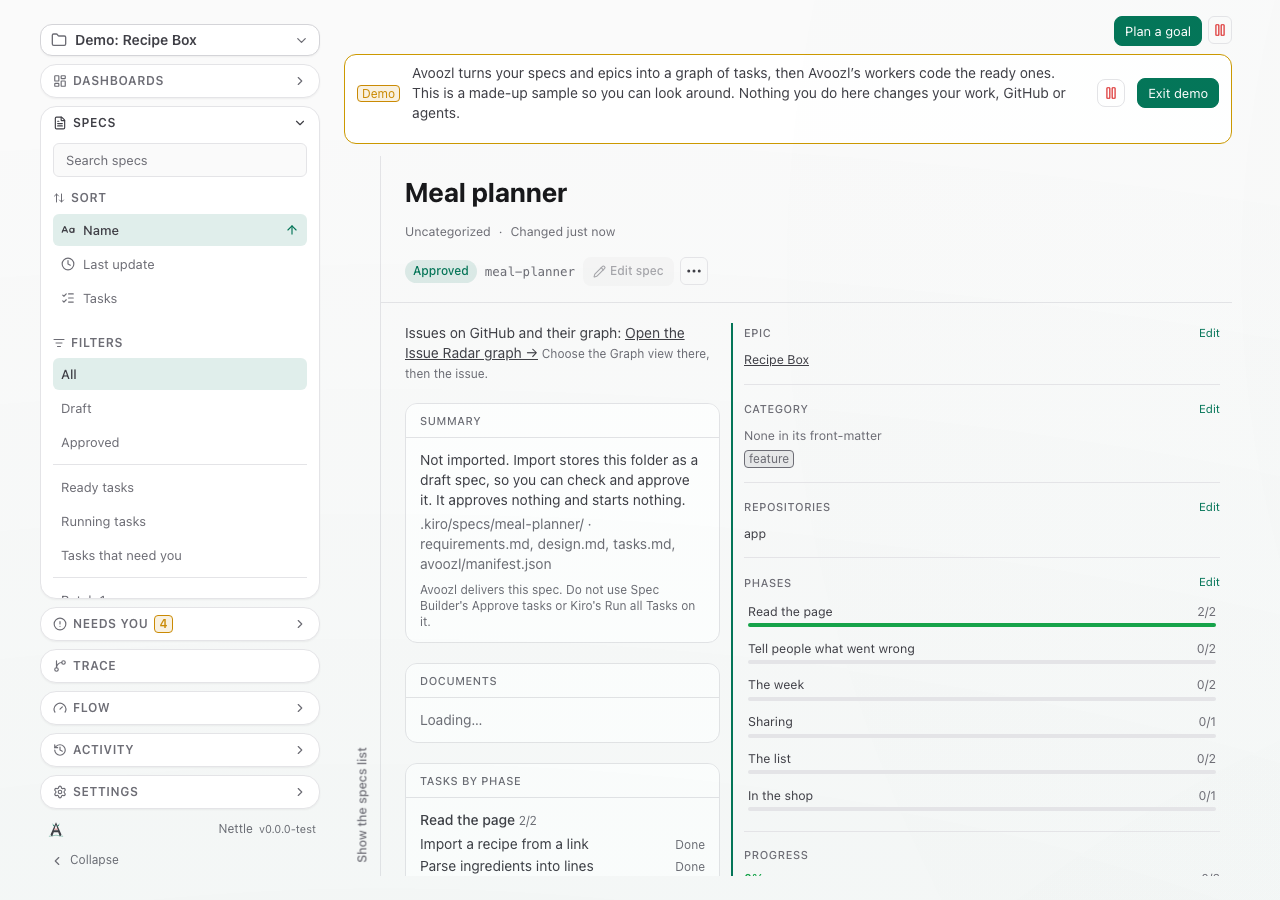 Demo: Recipe Box
DASHBOARDS
SPECS
Search specs
SORT
Name
Last update
Tasks
FILTERS
All
Draft
Approved
Ready tasks
Running tasks
Tasks that need you
NEEDS YOU 4
TRACE
FLOW
ACTIVITY
SETTINGS
Nettle v0.0.0-test
Collapse
Plan a goal
Demo
Avoozl turns your specs and epics into a graph of tasks, then Avoozl's workers code the ready ones.
This is a made-up sample so you can look around. Nothing you do here changes your work, GitHub or
agents.
Exit demo
Show the specs list
Meal planner
Uncategorized · Changed just now
Approved meal-planner Edit spec
Issues on GitHub and their graph: Open the
Issue Radar graph → Choose the Graph view there,
then the issue.
SUMMARY
Not imported. Import stores this folder as a
draft spec, so you can check and approve
it. It approves nothing and starts nothing.
.kiro/specs/meal-planner/ ·
requirements.md, design.md, tasks.md,
avoozl/manifest.json
Avoozl delivers this spec. Do not use Spec
Builder's Approve tasks or Kiro's Run all Tasks on
it.
DOCUMENTS
Loading...
TASKS BY PHASE
Read the page 2/2
Import a recipe from a link Done
Parse ingredients into lines Done
EPIC Edit
Recipe Box
CATEGORY Edit
None in its front-matter
feature
REPOSITORIES Edit
app
PHASES Edit
Read the page 2/2
Tell people what went wrong 0/2
The week 0/2
Sharing 0/1
The list 0/2
In the shop 0/1
PROGRESS